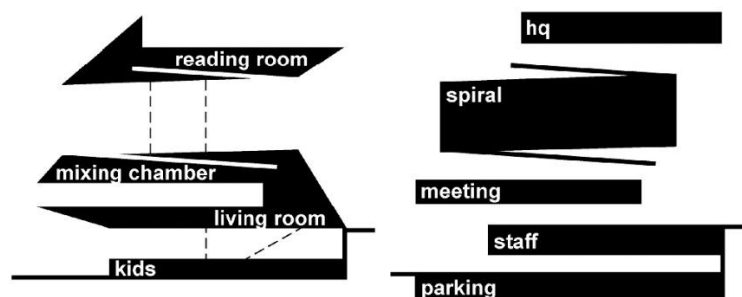 reading room
mixing chamber
living room
kids
hq
spiral
meeting
staff
parking